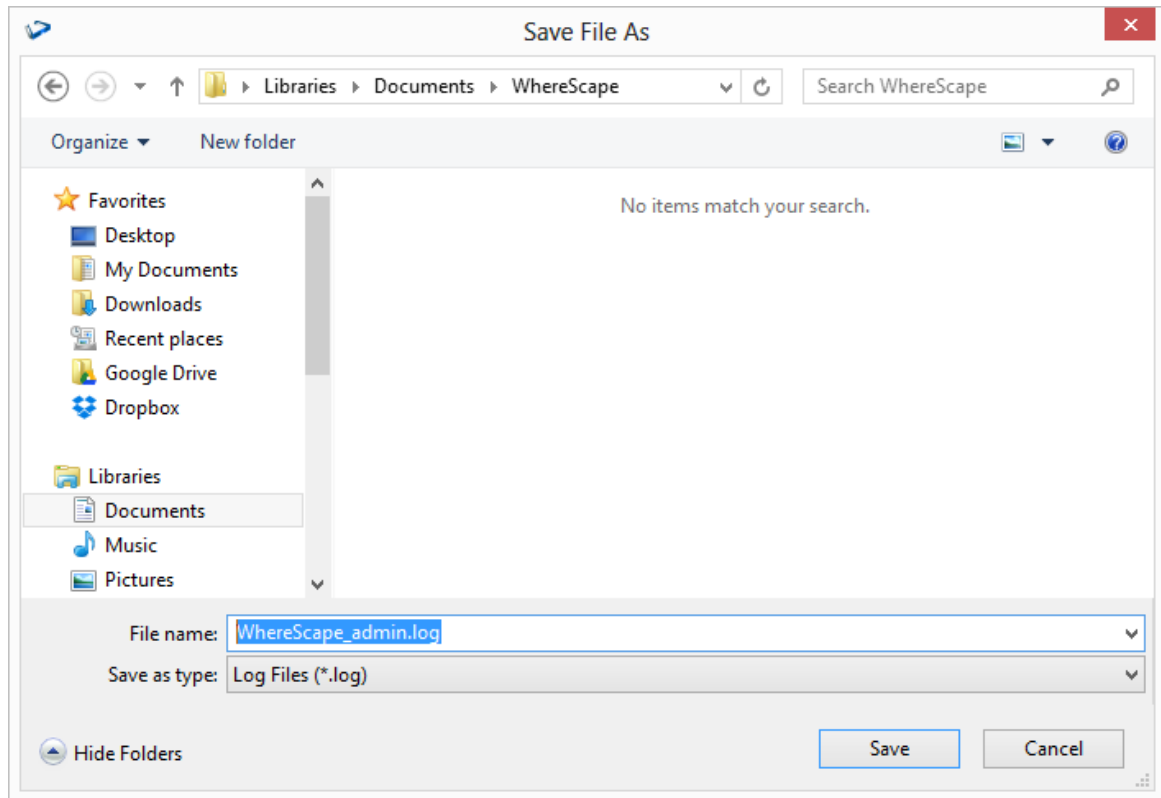 Save File As
Libraries Documents WhereScape
Search WhereScape
Organize New folder
Favorites
Desktop
My Documents
Downloads
Recent places
Google Drive
Dropbox
Libraries
Documents
Music
Pictures
No items match your search.
File name: WhereScape_admin.log
Save as type: Log Files (*.log)
Hide Folders
Save
Cancel